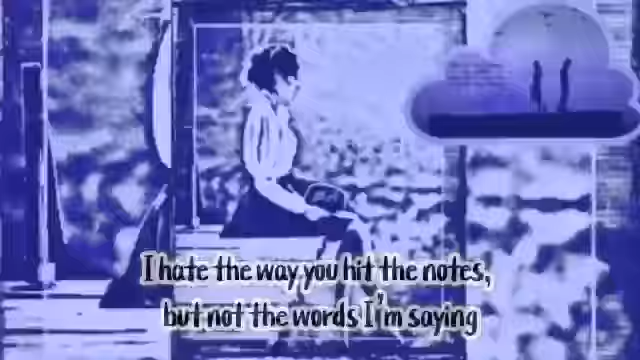 I hate the way you hit the notes,
but not the words I'm saying